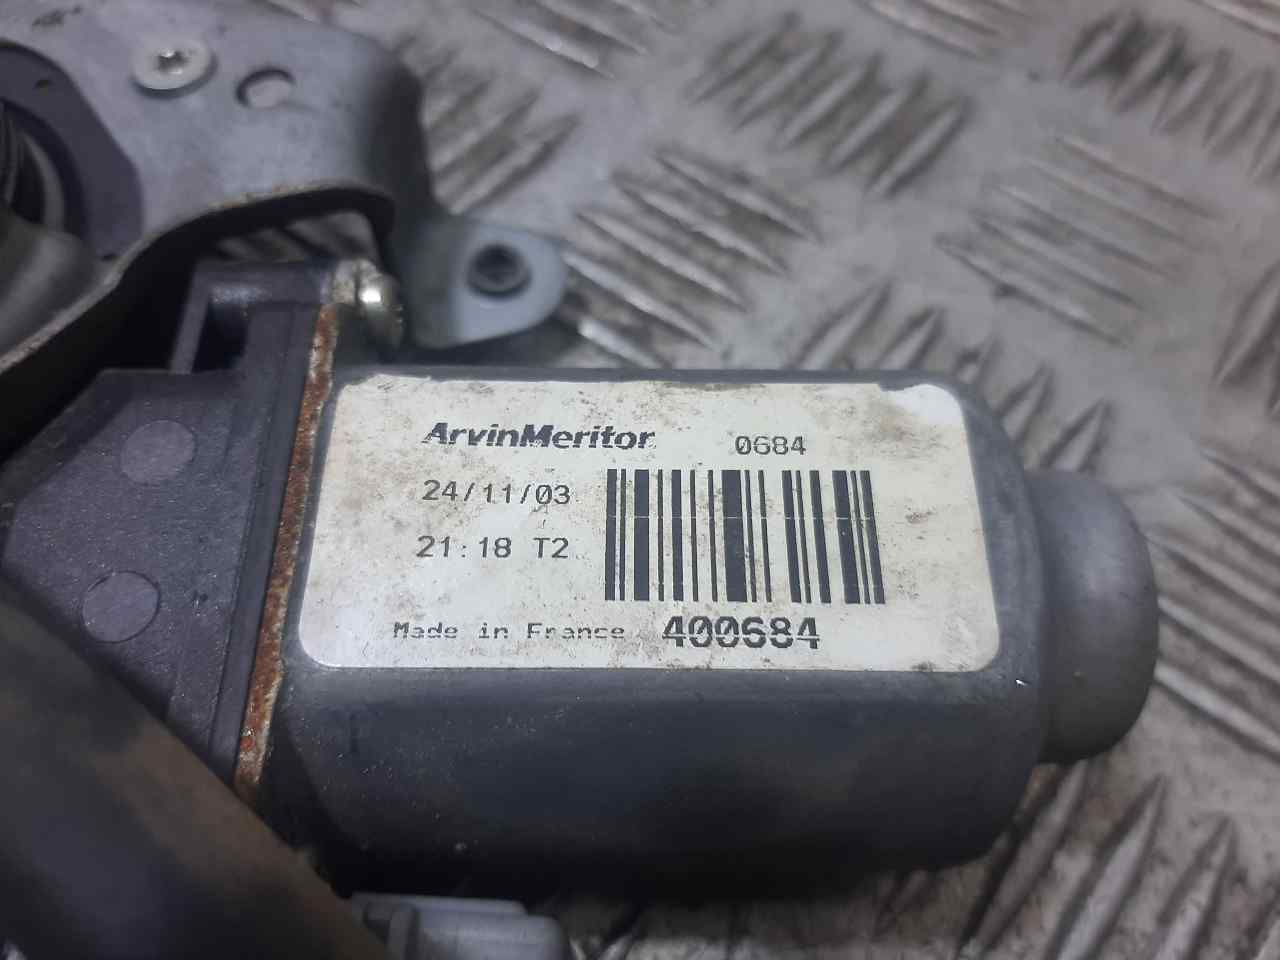 ArvinMeritor 0684
24/11/03
21:18 T2
Made in France 400684